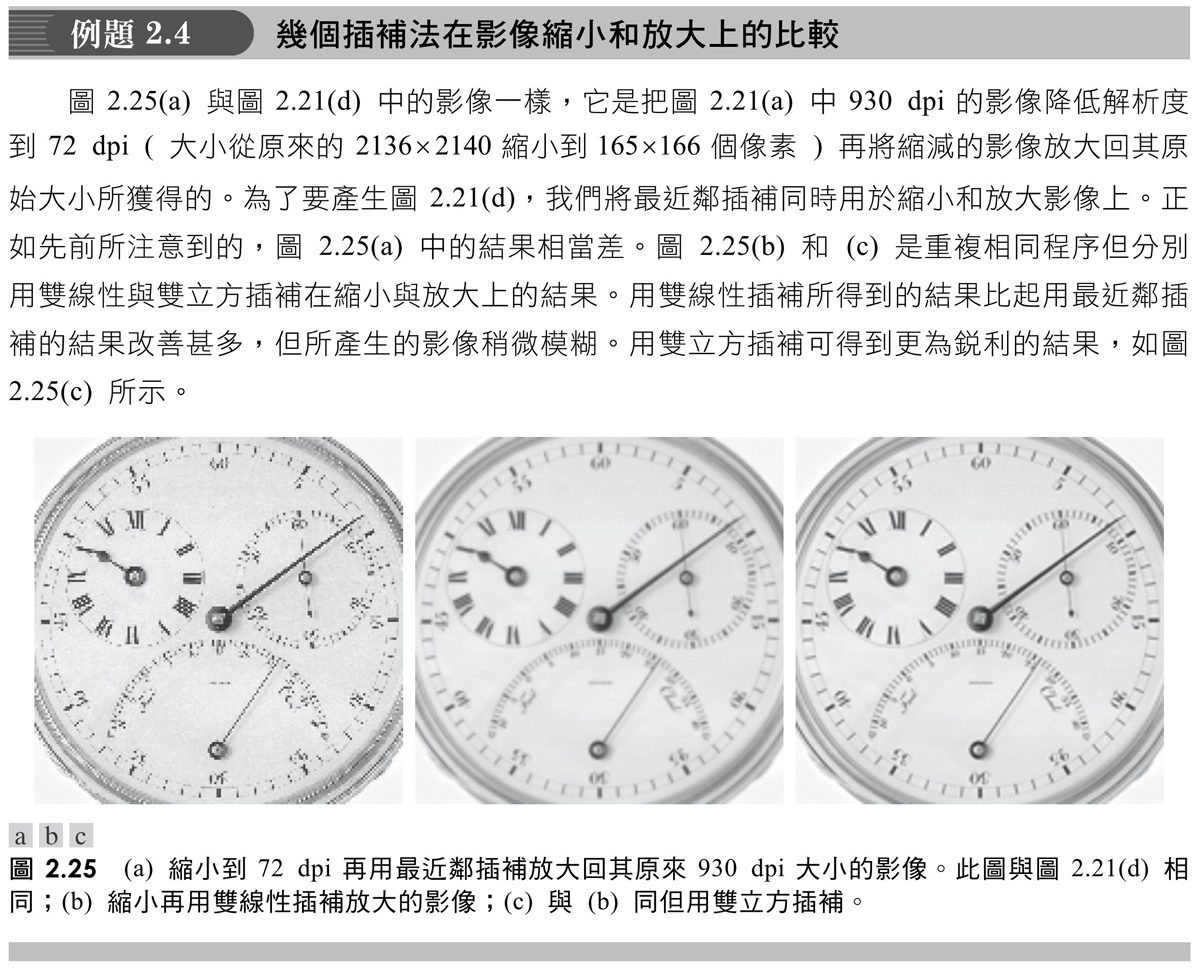 例題 2.4 幾個插補法在影像縮小和放大上的比較
圖 2.25(a) 與圖 2.21(d) 中的影像一樣，它是把圖 2.21(a) 中 930 dpi 的影像降低解析度
到 72 dpi ( 大小從原來的 2136×2140 縮小到 165×166 個像素 ) 再將縮減的影像放大回其原
始大小所獲得的。為了要產生圖 2.21(d)，我們將最近鄰插補同時用於縮小和放大影像上。正
如先前所注意到的，圖 2.25(a) 中的結果相當差。圖 2.25(b) 和 (c) 是重複相同程序但分別
用雙線性與雙立方插補在縮小與放大上的結果。用雙線性插補所得到的結果比起用最近鄰插
補的結果改善甚多，但所產生的影像稍微模糊。用雙立方插補可得到更為銳利的結果，如圖
2.25(c) 所示。
a b c
圖 2.25 (a) 縮小到 72 dpi 再用最近鄰插補放大回其原來 930 dpi 大小的影像。此圖與圖 2.21(d) 相
同；(b) 縮小再用雙線性插補放大的影像；(c) 與 (b) 同但用雙立方插補。